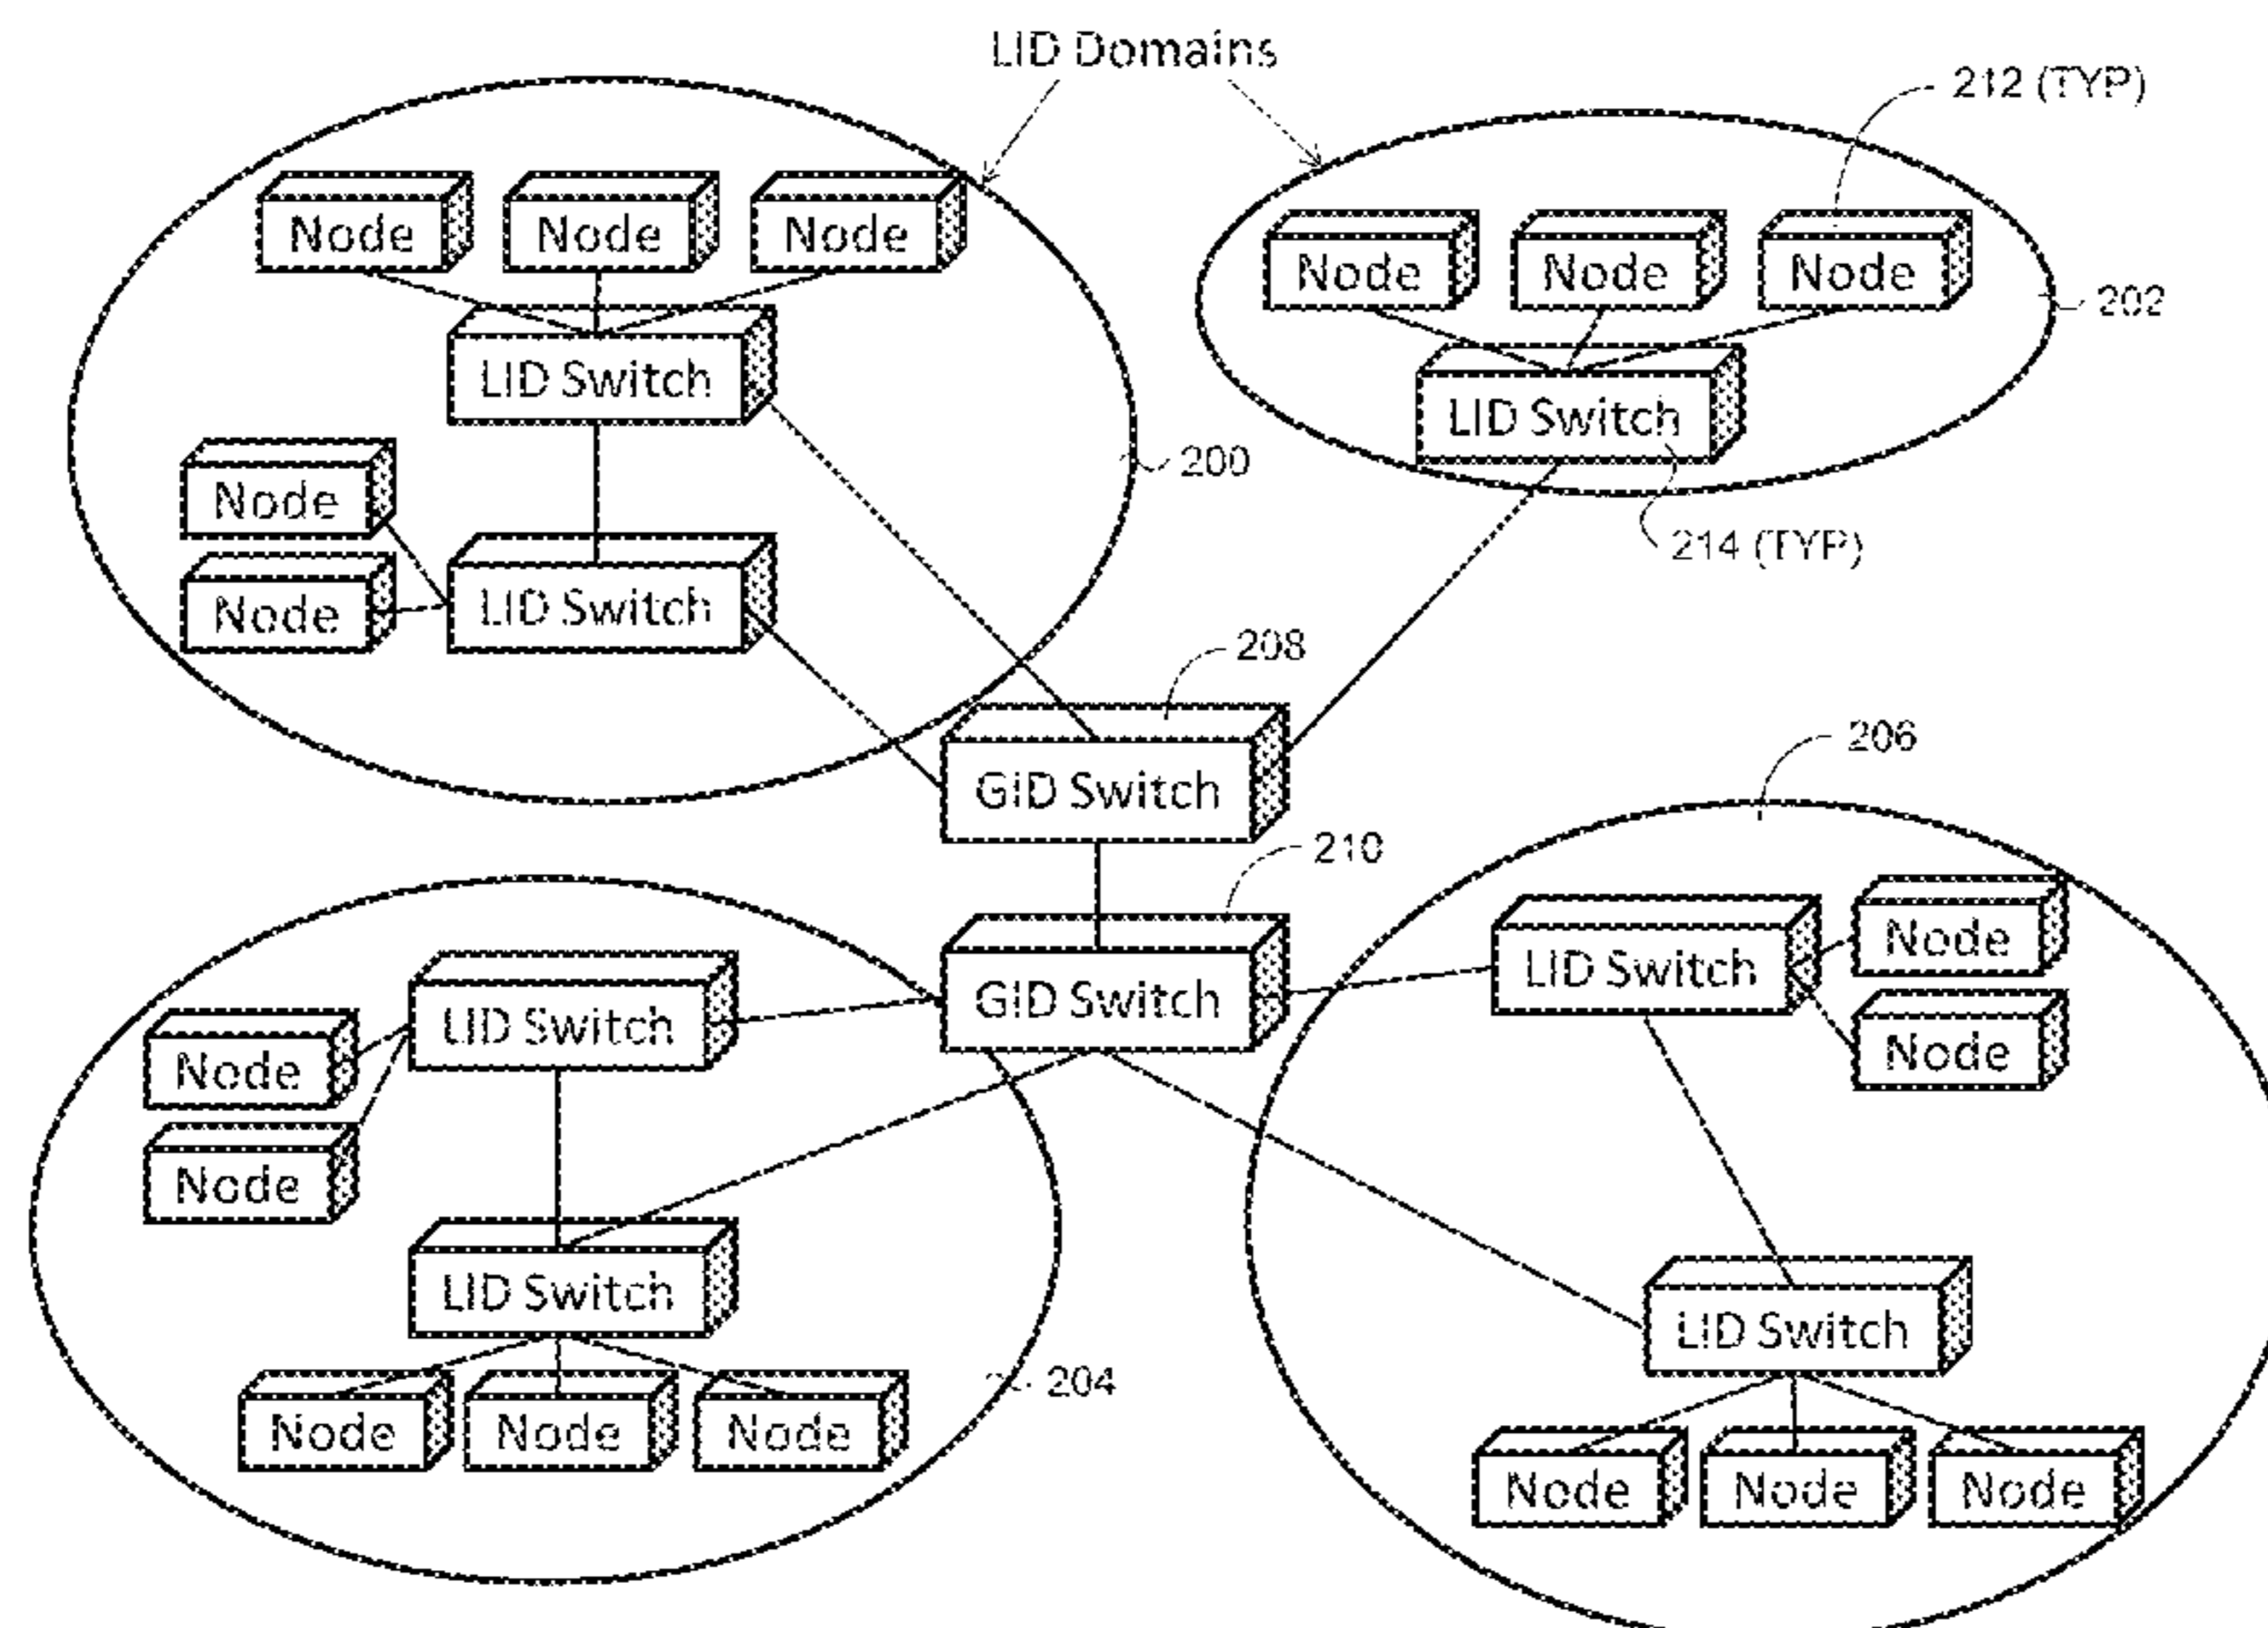 LID Domains
212 (TYP)
Node
Node
Node
Node
Node
Node
202
LID Switch
LID Switch
200
Node
214 (TYP)
Node
LID Switch
208
206
GID Switch
210
Node
LID Switch
LID Switch
GID Switch
Node
Node
Node
LID Switch
LID Switch
204
Node
Node
Node
Node
Node
Node